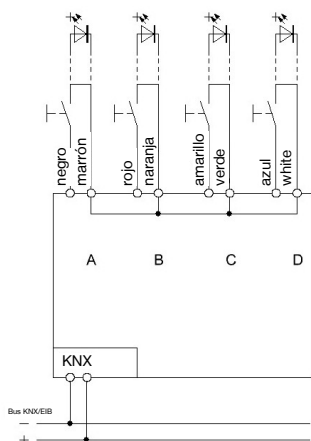 negro
marrón
rojo
naranja
amarillo
verde
azul
white
A
B
C
D
KNX
Bus KNX/EIB
—
+